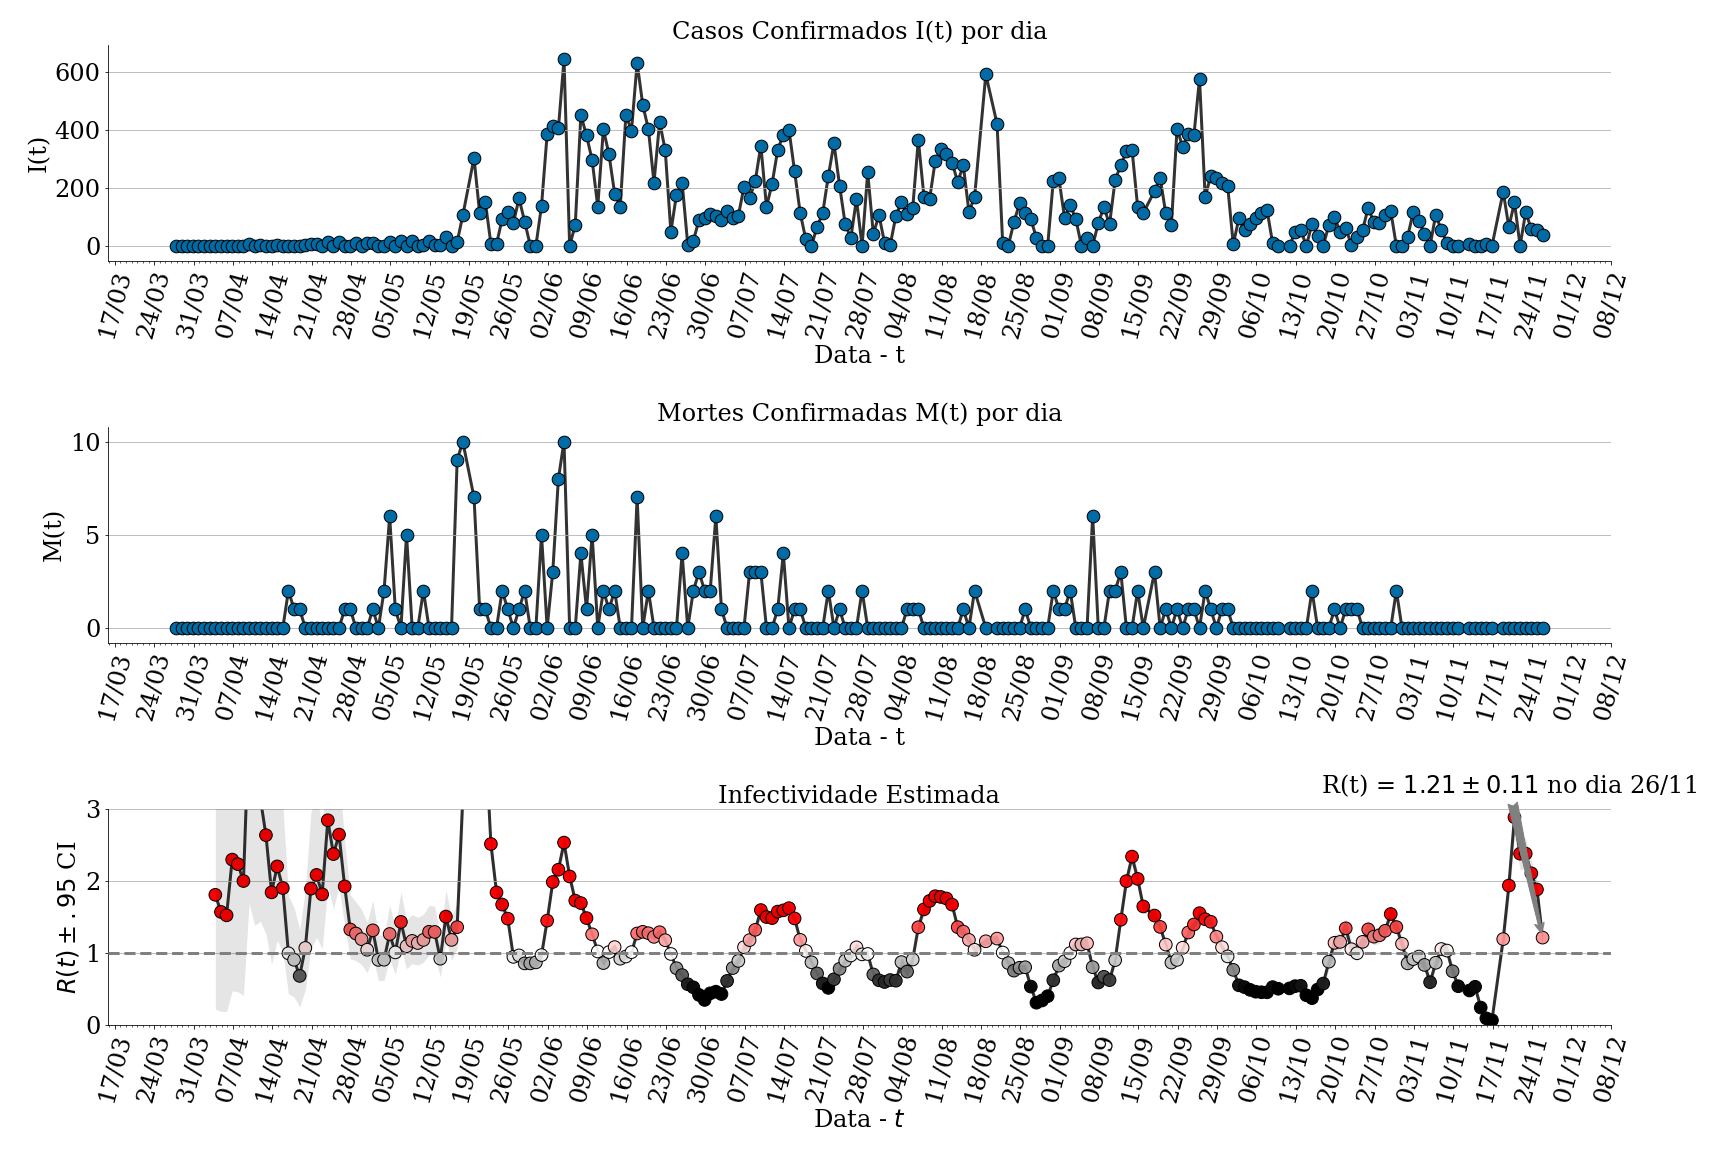 Casos Confirmados I(t) por dia
I(t)
600
400
200
0
17/03 24/03 31/03 07/04 14/04 21/04 28/04 05/05 12/05 19/05 26/05 02/06 09/06 16/06 23/06 30/06 07/07 14/07 21/07 28/07 04/08 11/08 18/08 25/08 01/09 08/09 15/09 22/09 29/09 06/10 13/10 20/10 27/10 03/11 10/11 17/11 24/11 01/12 08/12
Data - t
Mortes Confirmadas M(t) por dia
M(t)
10
5
0
17/03 24/03 31/03 07/04 14/04 21/04 28/04 05/05 12/05 19/05 26/05 02/06 09/06 16/06 23/06 30/06 07/07 14/07 21/07 28/07 04/08 11/08 18/08 25/08 01/09 08/09 15/09 22/09 29/09 06/10 13/10 20/10 27/10 03/11 10/11 17/11 24/11 01/12 08/12
Data - t
R(t) = 1.21 ± 0.11 no dia 26/11
Infectividade Estimada
R(t) ± .95 CI
3
2
1
0
17/03 24/03 31/03 07/04 14/04 21/04 28/04 05/05 12/05 19/05 26/05 02/06 09/06 16/06 23/06 30/06 07/07 14/07 21/07 28/07 04/08 11/08 18/08 25/08 01/09 08/09 15/09 22/09 29/09 06/10 13/10 20/10 27/10 03/11 10/11 17/11 24/11 01/12 08/12
Data - t